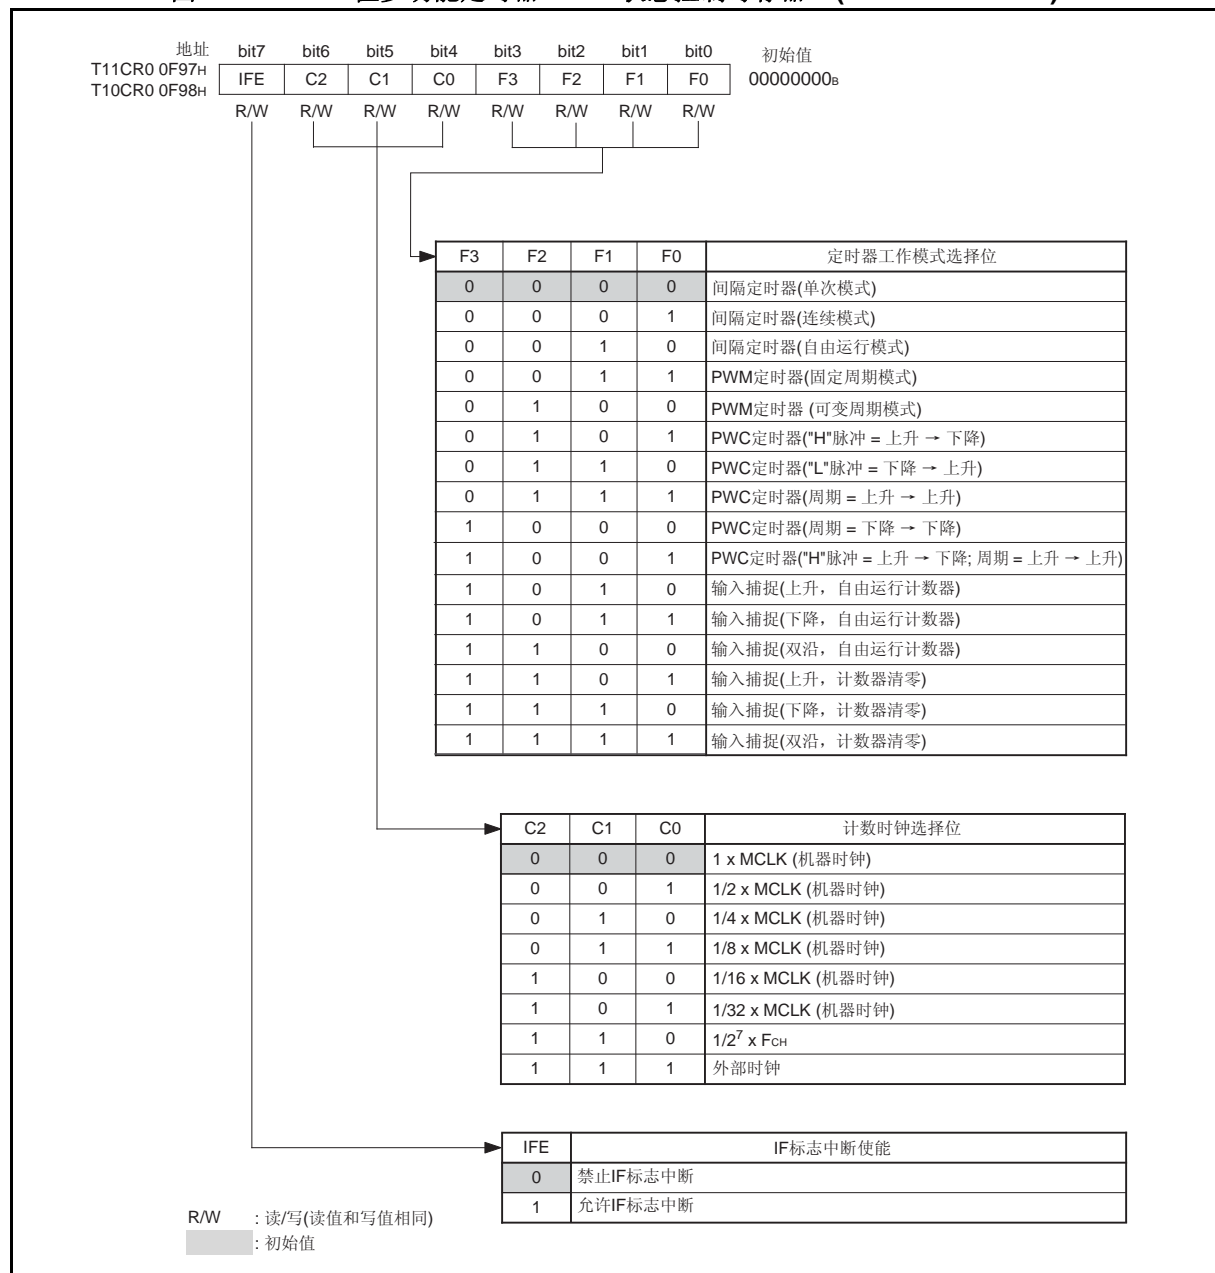 地址 bit7 bit6 bit5 bit4 bit3 bit2 bit1 bit0 初始值
T11CR0 0F97H IFE C2 C1 C0 F3 F2 F1 F0 00000000B
T10CR0 0F98H
R/W R/W R/W R/W R/W R/W R/W R/W
F3 F2 F1 F0 定时器工作模式选择位
0 0 0 0 间隔定时器(单次模式)
0 0 0 1 间隔定时器(连续模式)
0 0 1 0 间隔定时器(自由运行模式)
0 0 1 1 PWM定时器(固定周期模式)
0 1 0 0 PWM定时器 (可变周期模式)
0 1 0 1 PWC定时器("H"脉冲 = 上升 → 下降)
0 1 1 0 PWC定时器("L"脉冲 = 下降 → 上升)
0 1 1 1 PWC定时器(周期 = 上升 → 上升)
1 0 0 0 PWC定时器(周期 = 下降 → 下降)
1 0 0 1 PWC定时器("H"脉冲 = 上升 → 下降; 周期 = 上升 → 上升)
1 0 1 0 输入捕捉(上升，自由运行计数器)
1 0 1 1 输入捕捉(下降，自由运行计数器)
1 1 0 0 输入捕捉(双沿，自由运行计数器)
1 1 0 1 输入捕捉(上升，计数器清零)
1 1 1 0 输入捕捉(下降，计数器清零)
1 1 1 1 输入捕捉(双沿，计数器清零)
C2 C1 C0 计数时钟选择位
0 0 0 1 x MCLK (机器时钟)
0 0 1 1/2 x MCLK (机器时钟)
0 1 0 1/4 x MCLK (机器时钟)
0 1 1 1/8 x MCLK (机器时钟)
1 0 0 1/16 x MCLK (机器时钟)
1 0 1 1/32 x MCLK (机器时钟)
1 1 0 1/2⁷ x FCH
1 1 1 外部时钟
IFE IF标志中断使能
0 禁止IF标志中断
1 允许IF标志中断
R/W : 读/写(读值和写值相同)
: 初始值